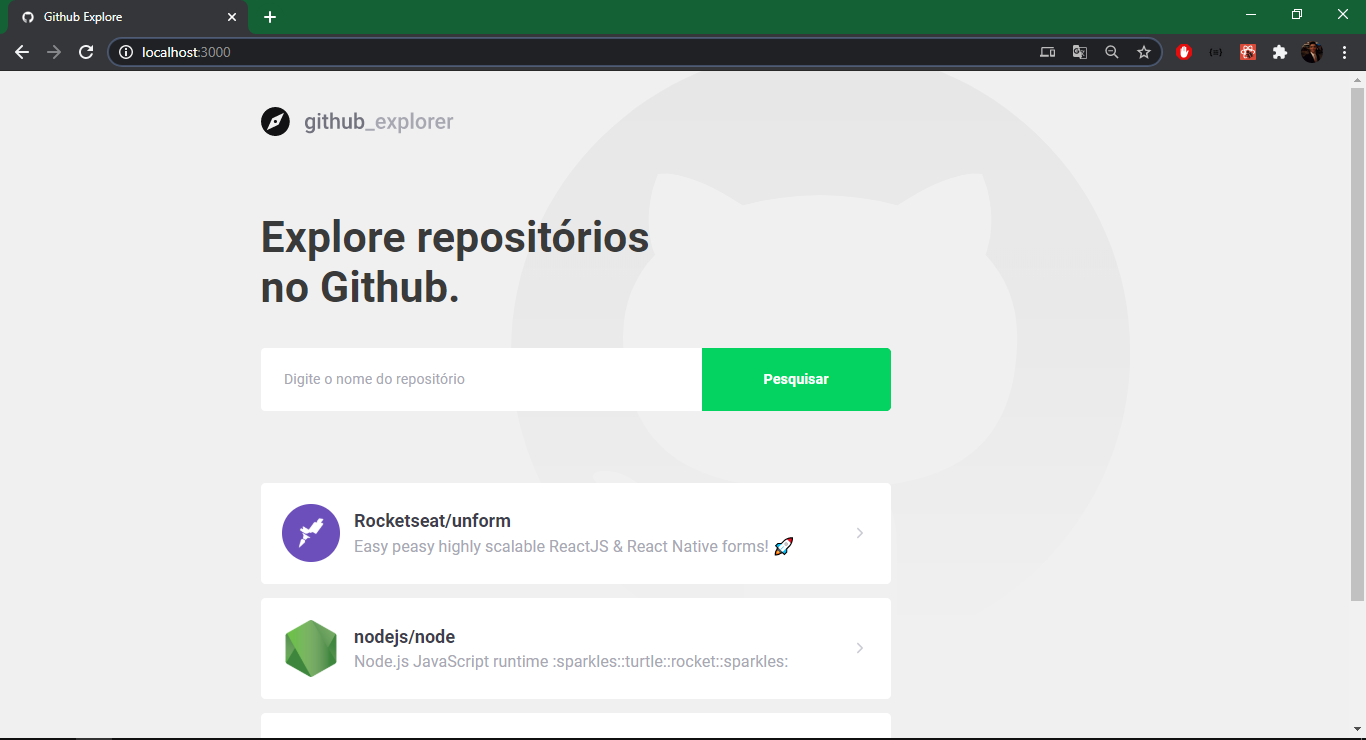 Github Explore
localhost:3000
github_explorer
Explore repositórios
no Github.
Digite o nome do repositório
Pesquisar
Rocketseat/unform
Easy peasy highly scalable ReactJS & React Native forms! 🚀
nodejs/node
Node.js JavaScript runtime :sparkles::turtle::rocket::sparkles: